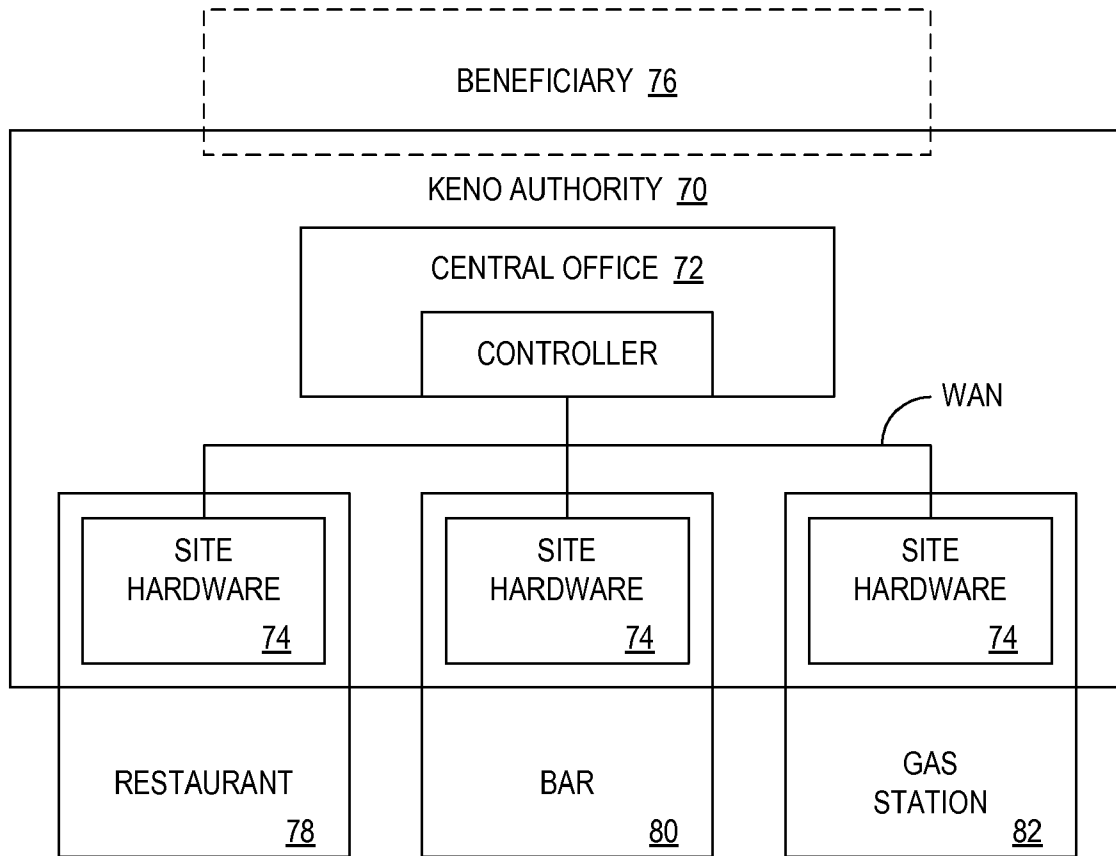 BENEFICIARY 76
KENO AUTHORITY 70
CENTRAL OFFICE 72
CONTROLLER
WAN
SITE
HARDWARE
74
SITE
HARDWARE
74
SITE
HARDWARE
74
RESTAURANT
78
BAR
80
GAS
STATION
82